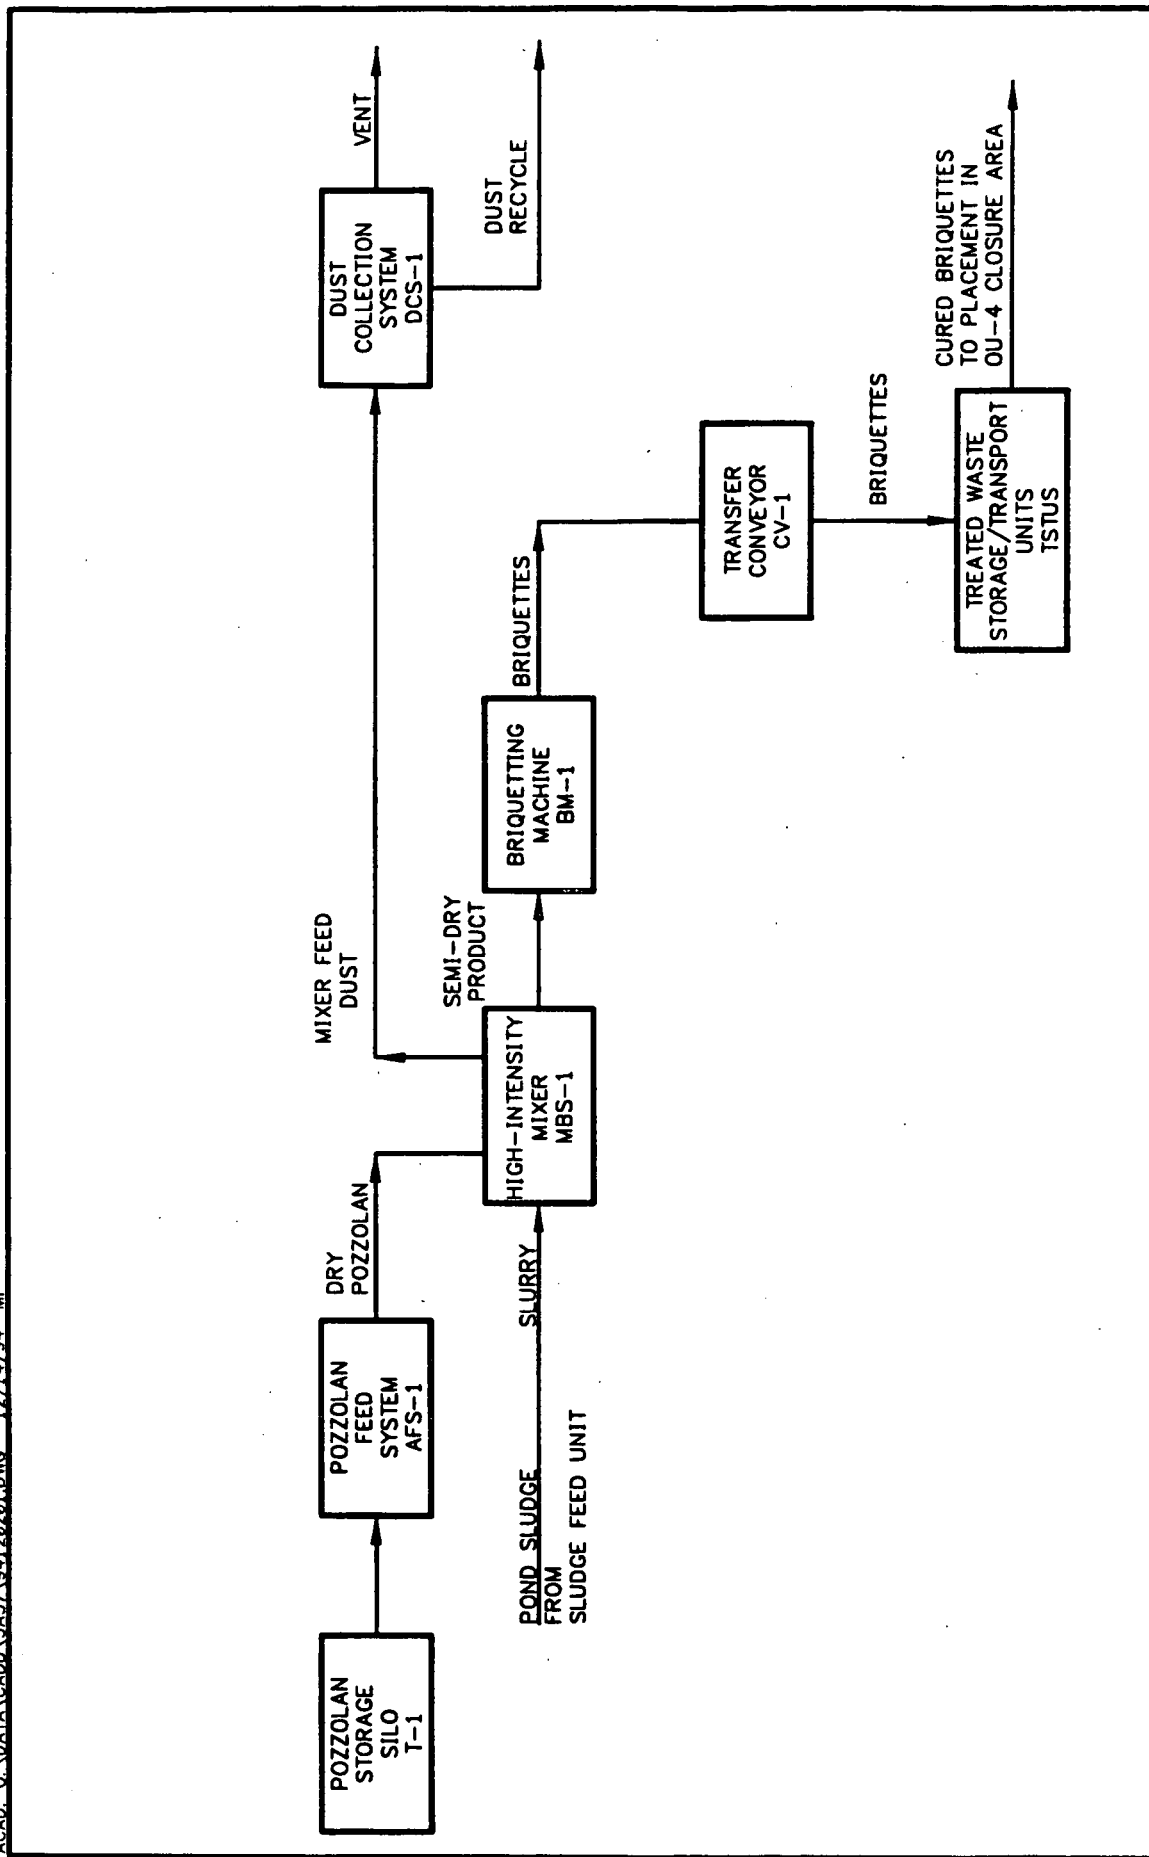 POZZOLAN
STORAGE
SILO
T-1
POZZOLAN
FEED
SYSTEM
AFS-1
DRY
POZZOLAN
POND SLUDGE
FROM
SLUDGE FEED UNIT
SLURRY
HIGH-INTENSITY
MIXER
MBS-1
MIXER FEED
DUST
SEMI-DRY
PRODUCT
BRIQUETTING
MACHINE
BM-1
BRIQUETTES
DUST
COLLECTION
SYSTEM
DCS-1
VENT
DUST
RECYCLE
TRANSFER
CONVEYOR
CV-1
BRIQUETTES
TREATED WASTE
STORAGE/TRANSPORT
UNITS
TSTUS
CURED BRIQUETTES
TO PLACEMENT IN
OU-4 CLOSURE AREA